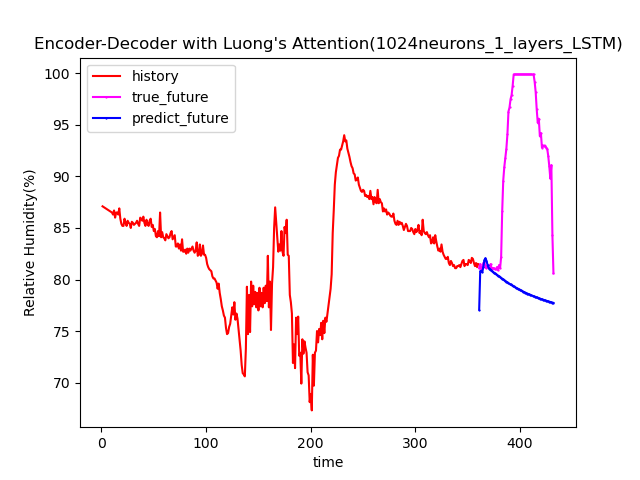 Encoder-Decoder with Luong's Attention(1024neurons_1_layers_LSTM)
history
true_future
predict_future
Relative Humidity(%)
100
95
90
85
80
75
70
0 100 200 300 400
time